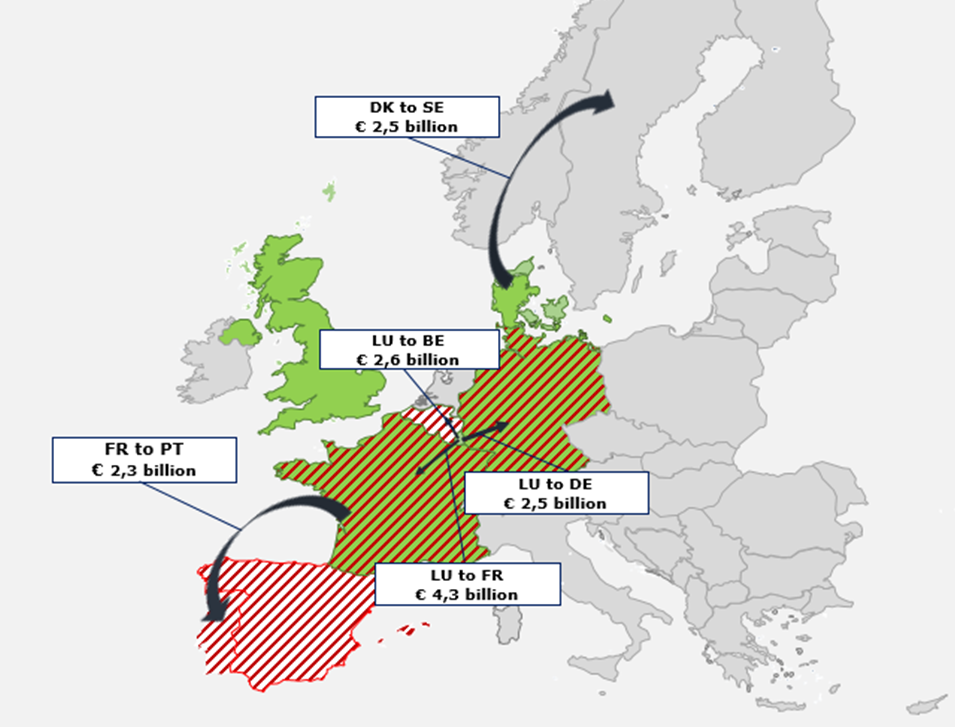 DK to SE
€ 2,5 billion
LU to BE
€ 2,6 billion
FR to PT
€ 2,3 billion
LU to DE
€ 2,5 billion
LU to FR
€ 4,3 billion